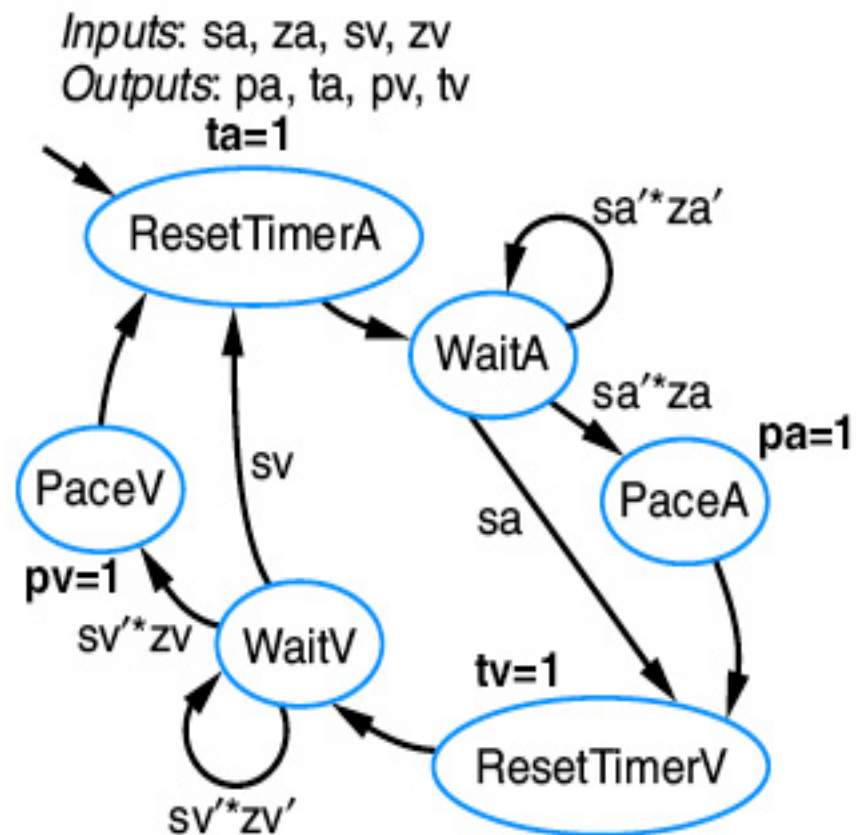 Inputs: sa, za, sv, zv
Outputs: pa, ta, pv, tv
ta=1
ResetTimerA
sa′*za′
WaitA
sa′*za
pa=1
PaceA
sa
sv
PaceV
pv=1
sv′*zv
WaitV
tv=1
ResetTimerV
sv′*zv′